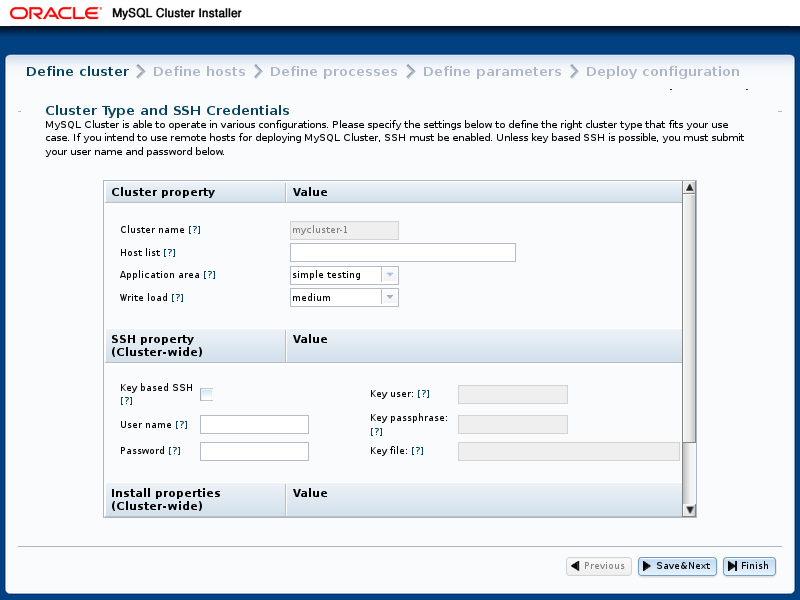 ORACLE® MySQL Cluster Installer
Define cluster Define hosts Define processes Define parameters Deploy configuration
Cluster Type and SSH Credentials
MySQL Cluster is able to operate in various configurations. Please specify the settings below to define the right cluster type that fits your use
case. If you intend to use remote hosts for deploying MySQL Cluster, SSH must be enabled. Unless key based SSH is possible, you must submit
your user name and password below.
Cluster property Value
Cluster name [?] mycluster-1
Host list [?]
Application area [?] simple testing
Write load [?] medium
SSH property Value
(Cluster-wide)
Key based SSH
[?]
Key user: [?]
User name [?]
Key passphrase:
[?]
Password [?] Key file: [?]
Install properties Value
(Cluster-wide)
Previous Save&Next Finish